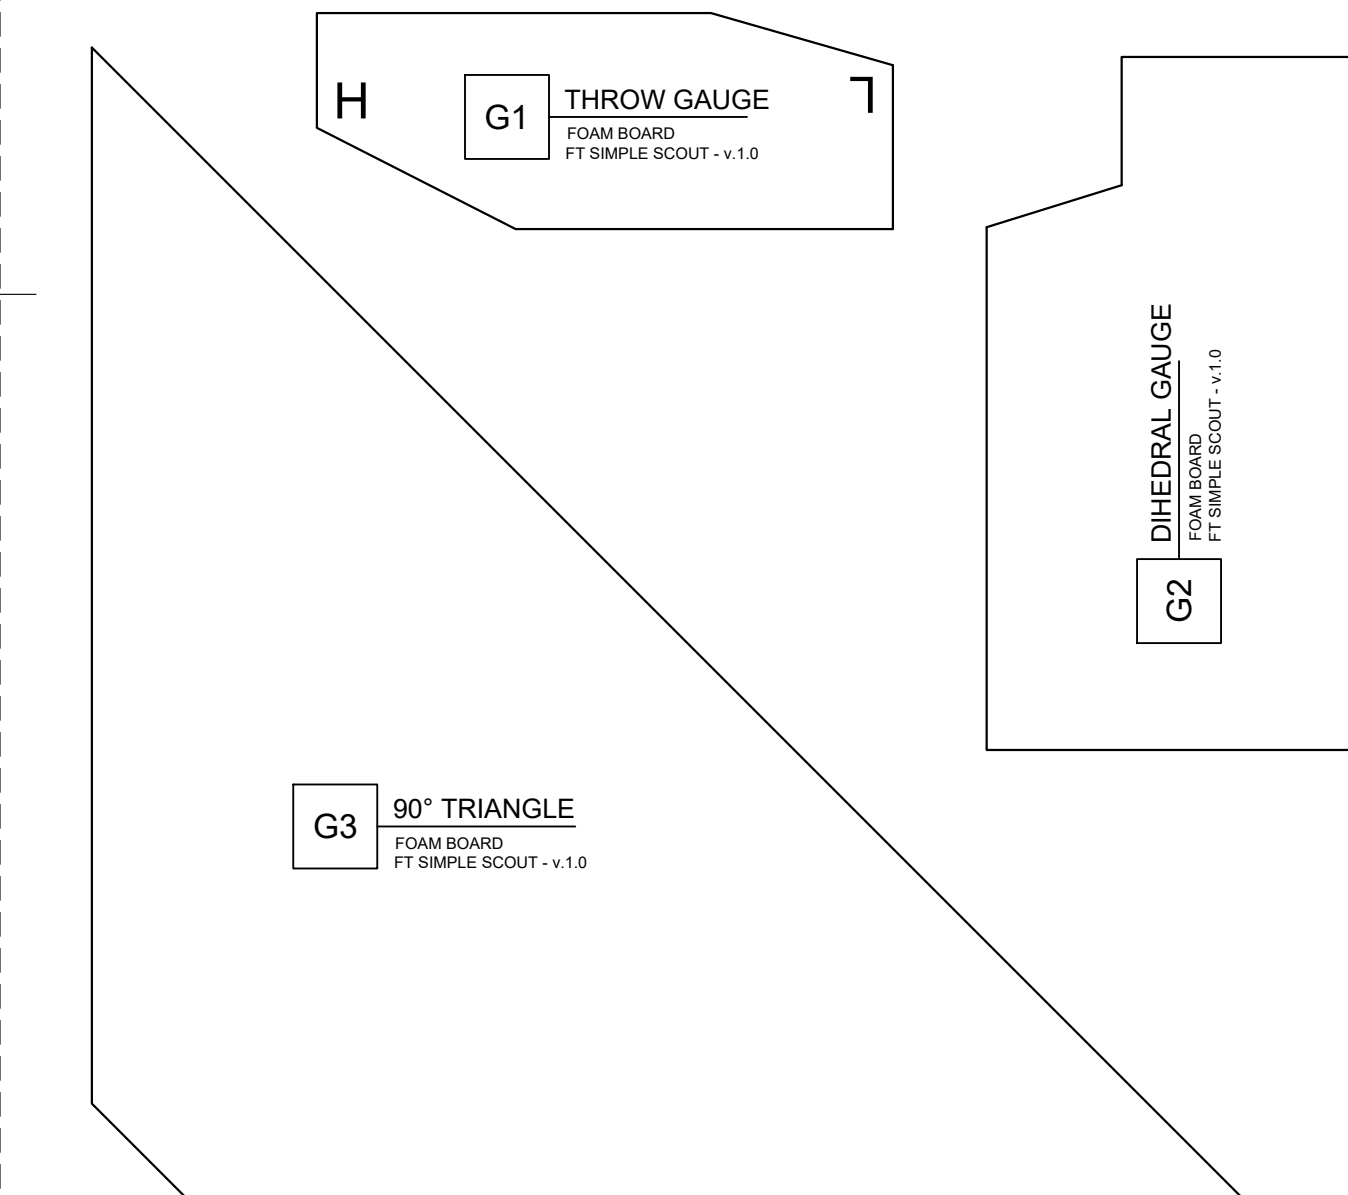 H
G1
THROW GAUGE
FOAM BOARD
FT SIMPLE SCOUT - v.1.0
L
G2
DIHEDRAL GAUGE
FOAM BOARD
FT SIMPLE SCOUT - v.1.0
G3
90° TRIANGLE
FOAM BOARD
FT SIMPLE SCOUT - v.1.0